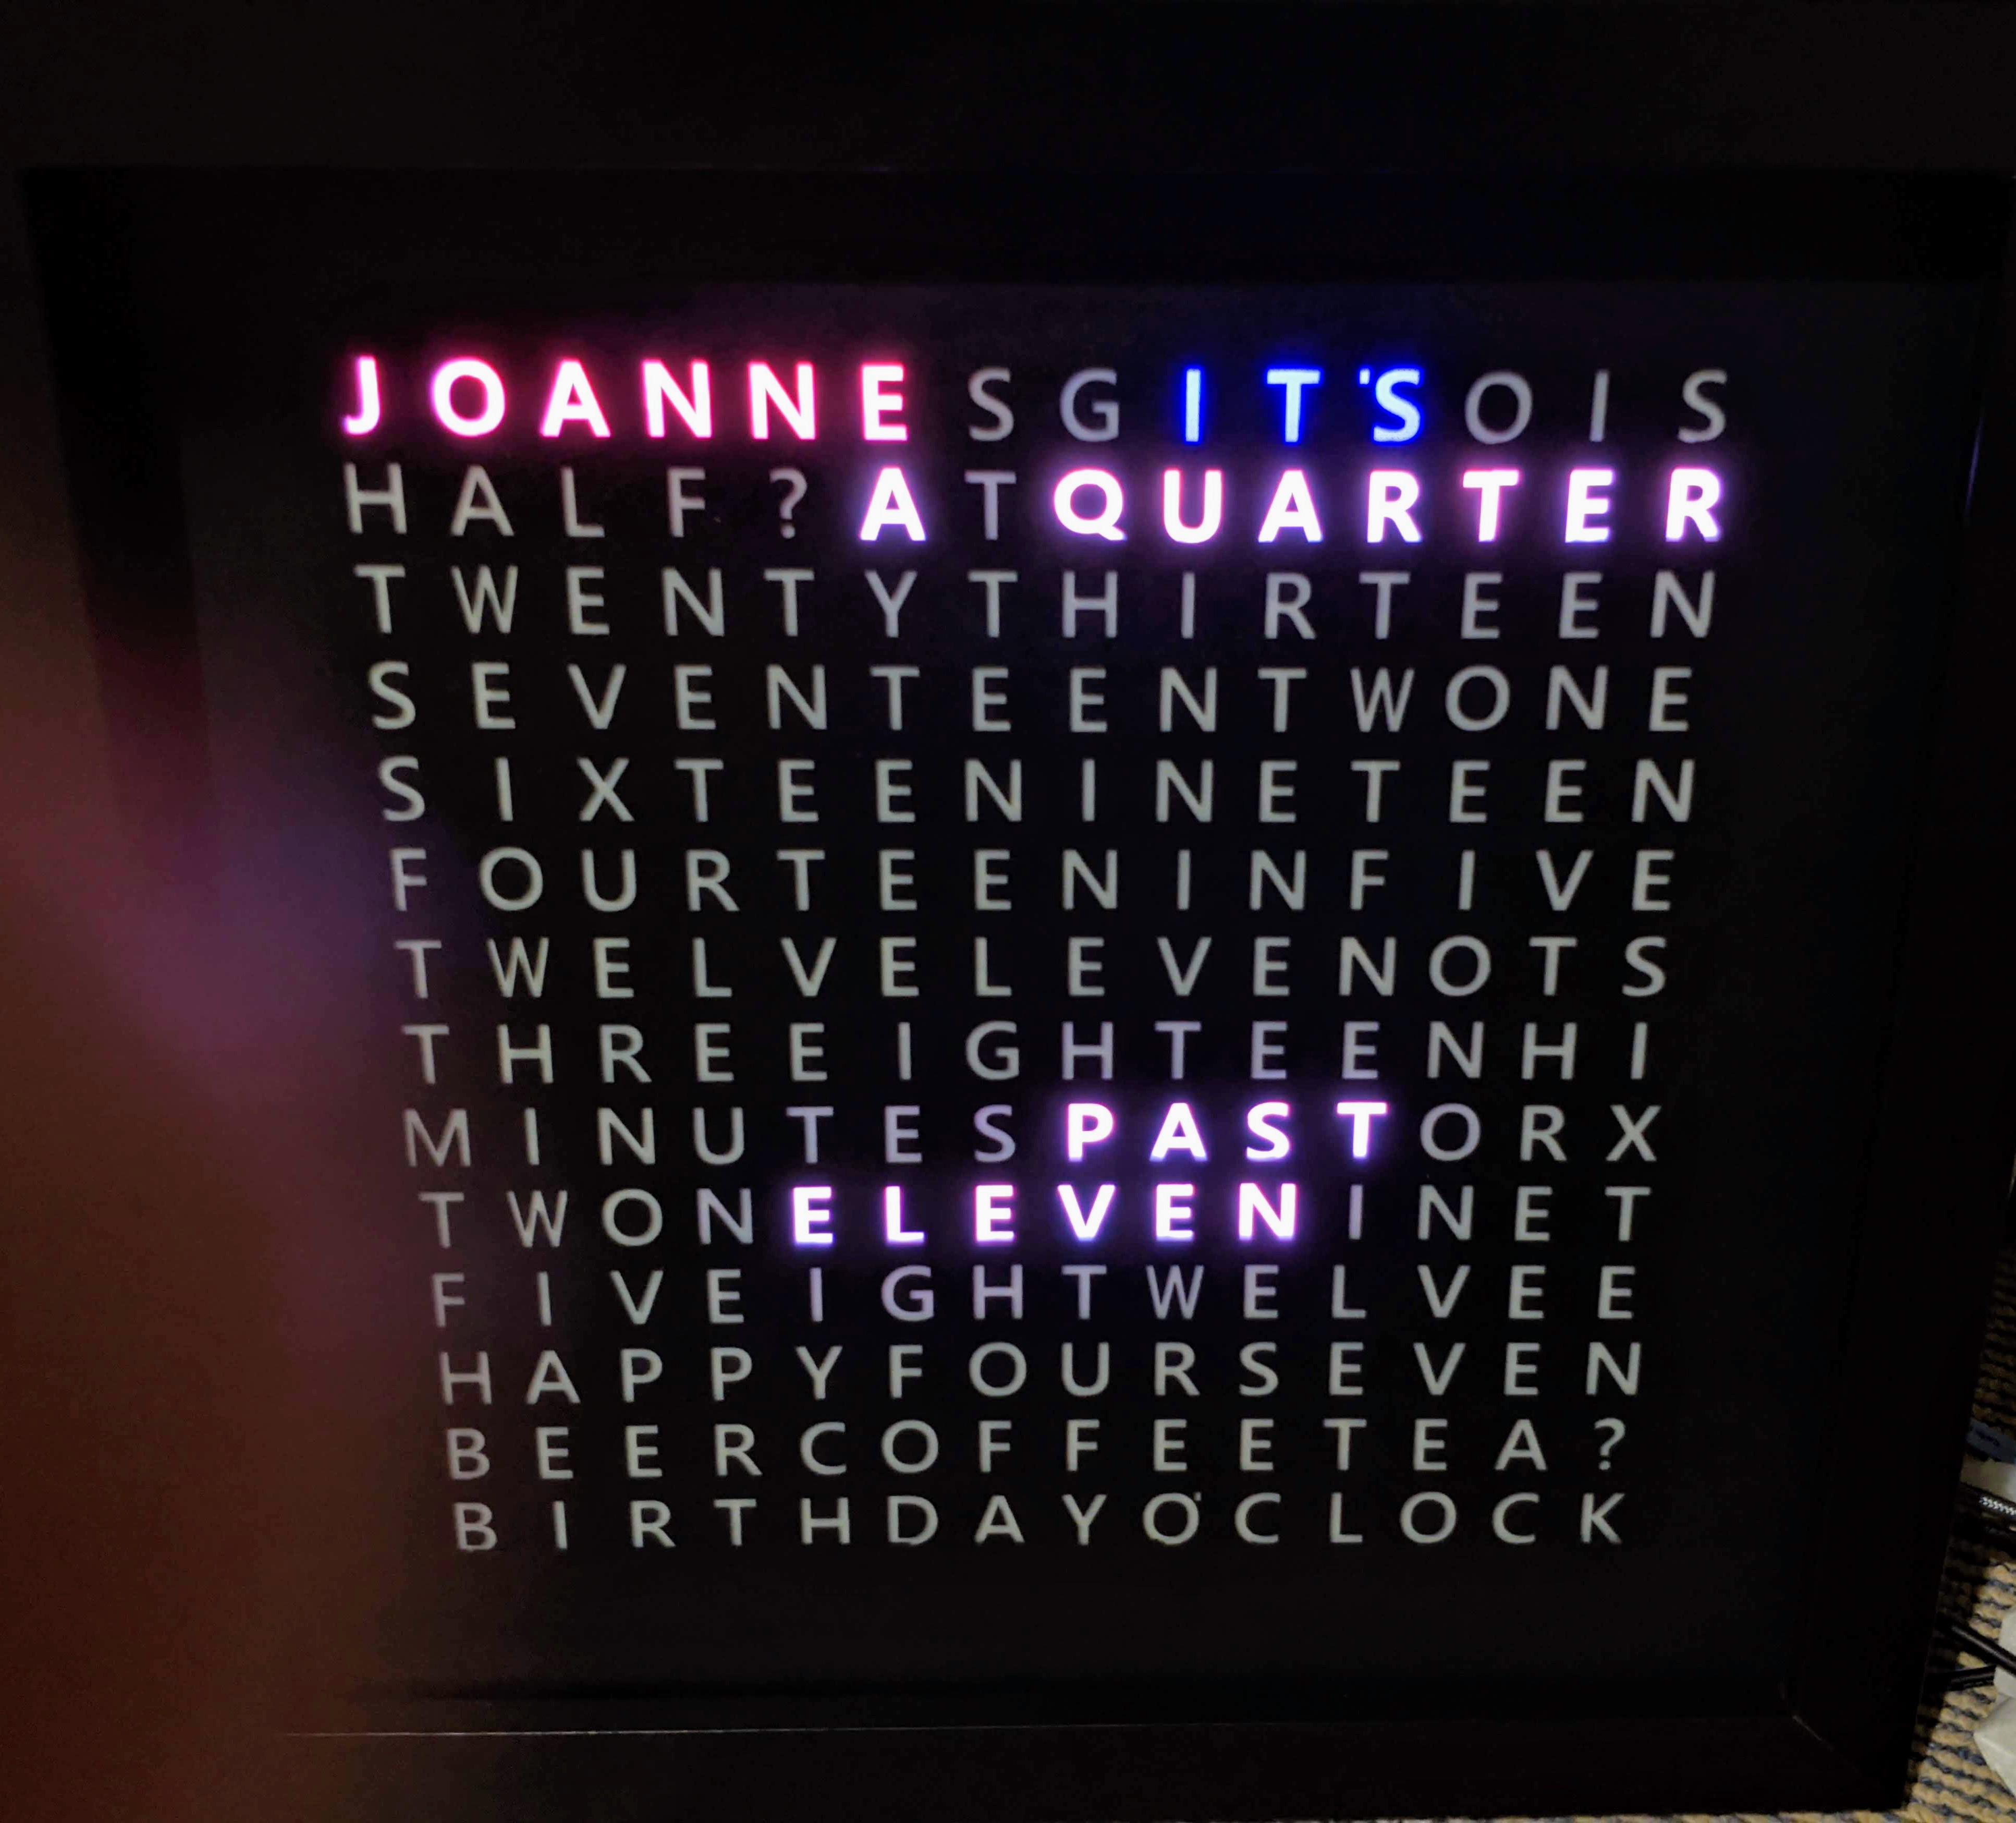 JOANNESGIT'SOIS
HALF?ATQUARTER
TWENTYTHIRTEEN
SEVENTEENTWONE
SIXTEENINETEEN
FOURTEENINFIVE
TWELVELEVENOTS
THREEIGHTEENHI
MINUTESPASTORX
TWONELEVENINET
FIVEIGHTWELVEE
HAPPYFOURSEVEN
BEERCOFFEETEA?
BIRTHDAYO'CLOCK